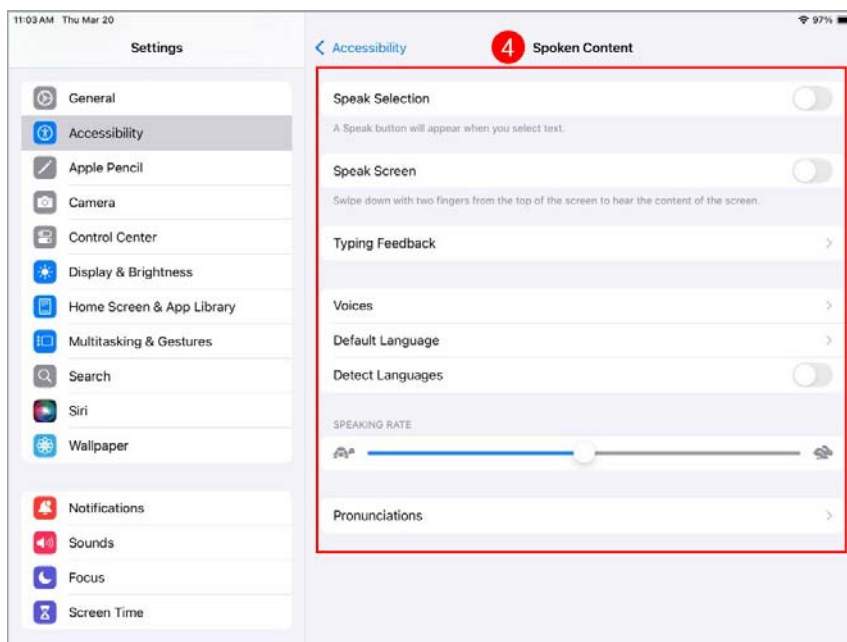 11:03 AM Thu Mar 20
97%
Settings
General
Accessibility
Apple Pencil
Camera
Control Center
Display & Brightness
Home Screen & App Library
Multitasking & Gestures
Search
Siri
Wallpaper
Notifications
Sounds
Focus
Screen Time
Accessibility
4 Spoken Content
Speak Selection
A Speak button will appear when you select text.
Speak Screen
Swipe down with two fingers from the top of the screen to hear the content of the screen.
Typing Feedback
Voices
Default Language
Detect Languages
SPEAKING RATE
Pronunciations